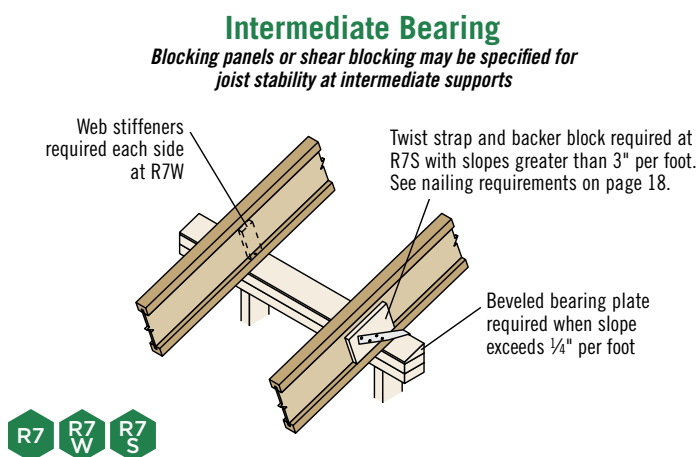 Intermediate Bearing
Blocking panels or shear blocking may be specified for
joist stability at intermediate supports
Web stiffeners
required each side
at R7W
Twist strap and backer block required at
R7S with slopes greater than 3" per foot.
See nailing requirements on page 18.
Beveled bearing plate
required when slope
exceeds ¼" per foot
R7
R7
W
R7
S